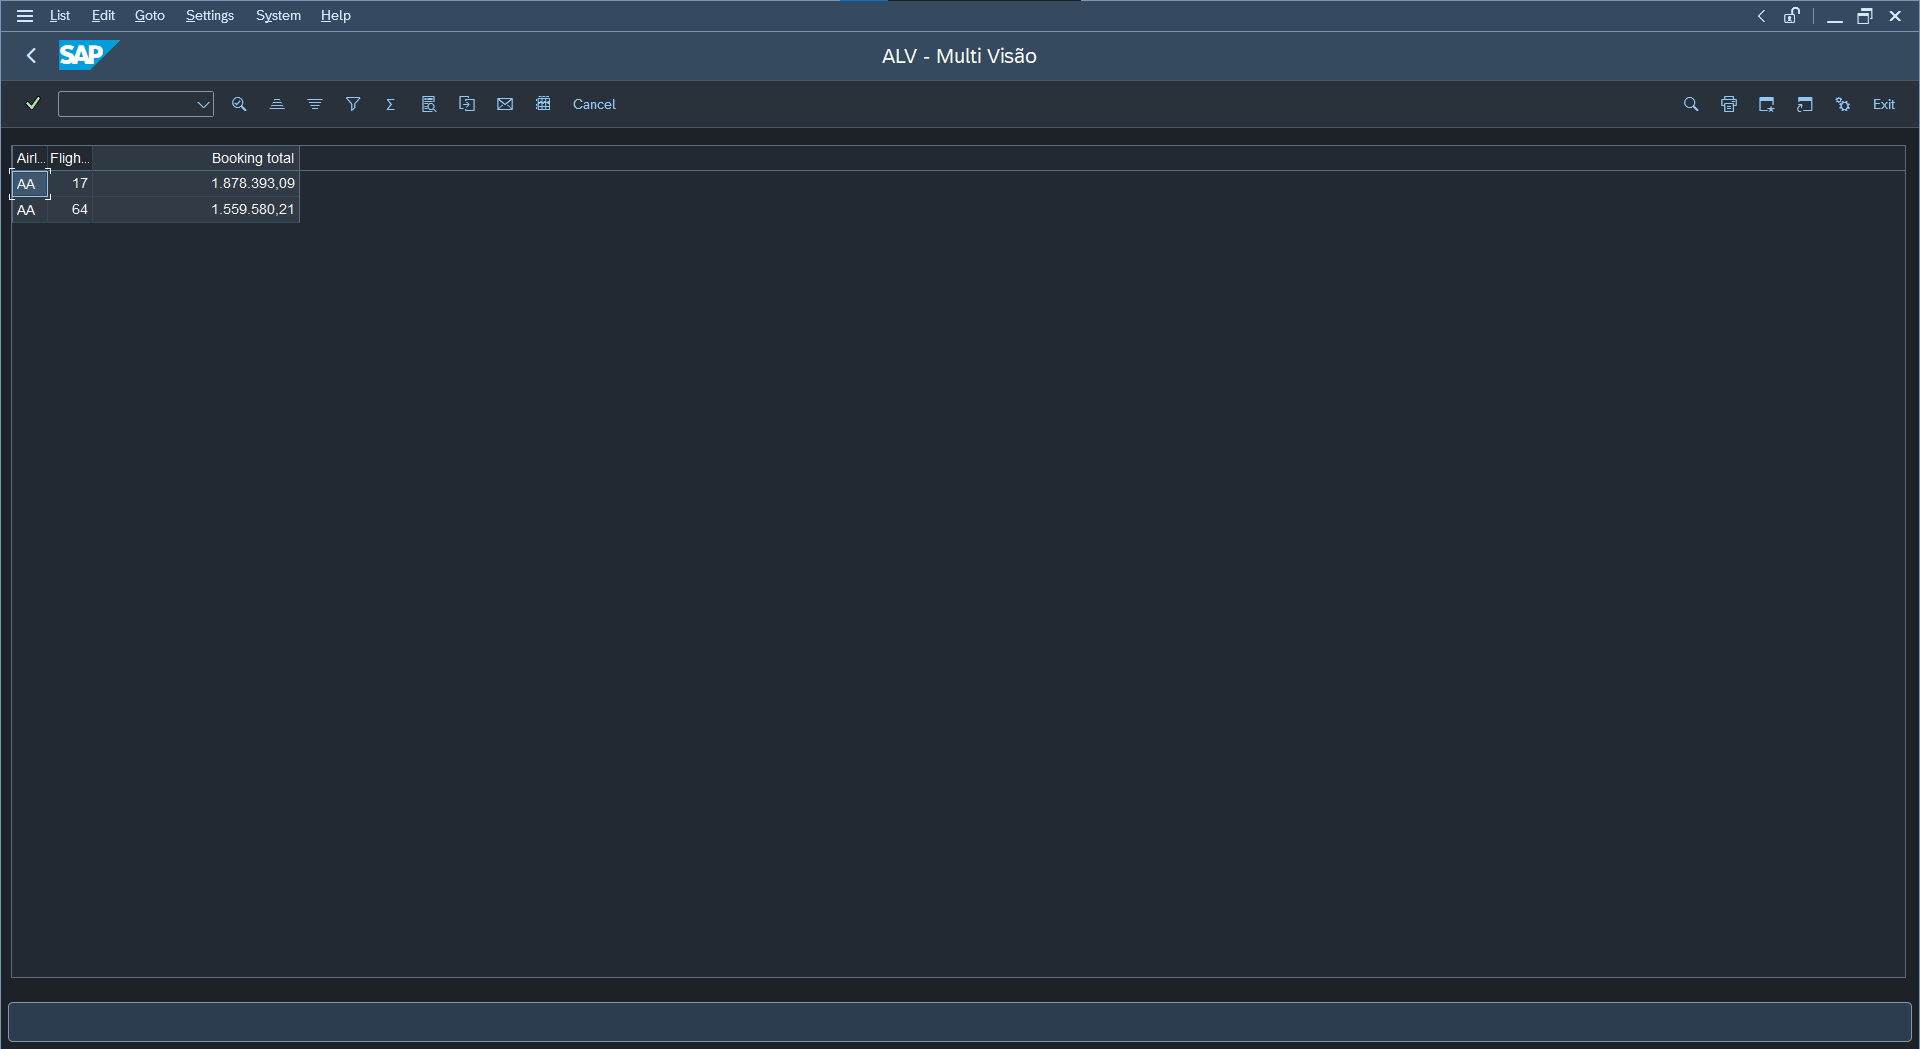 List Edit Goto Settings System Help
SAP
ALV - Multi Visão
Cancel
Exit
Airl... Fligh... Booking total
AA 17 1.878.393,09
AA 64 1.559.580,21